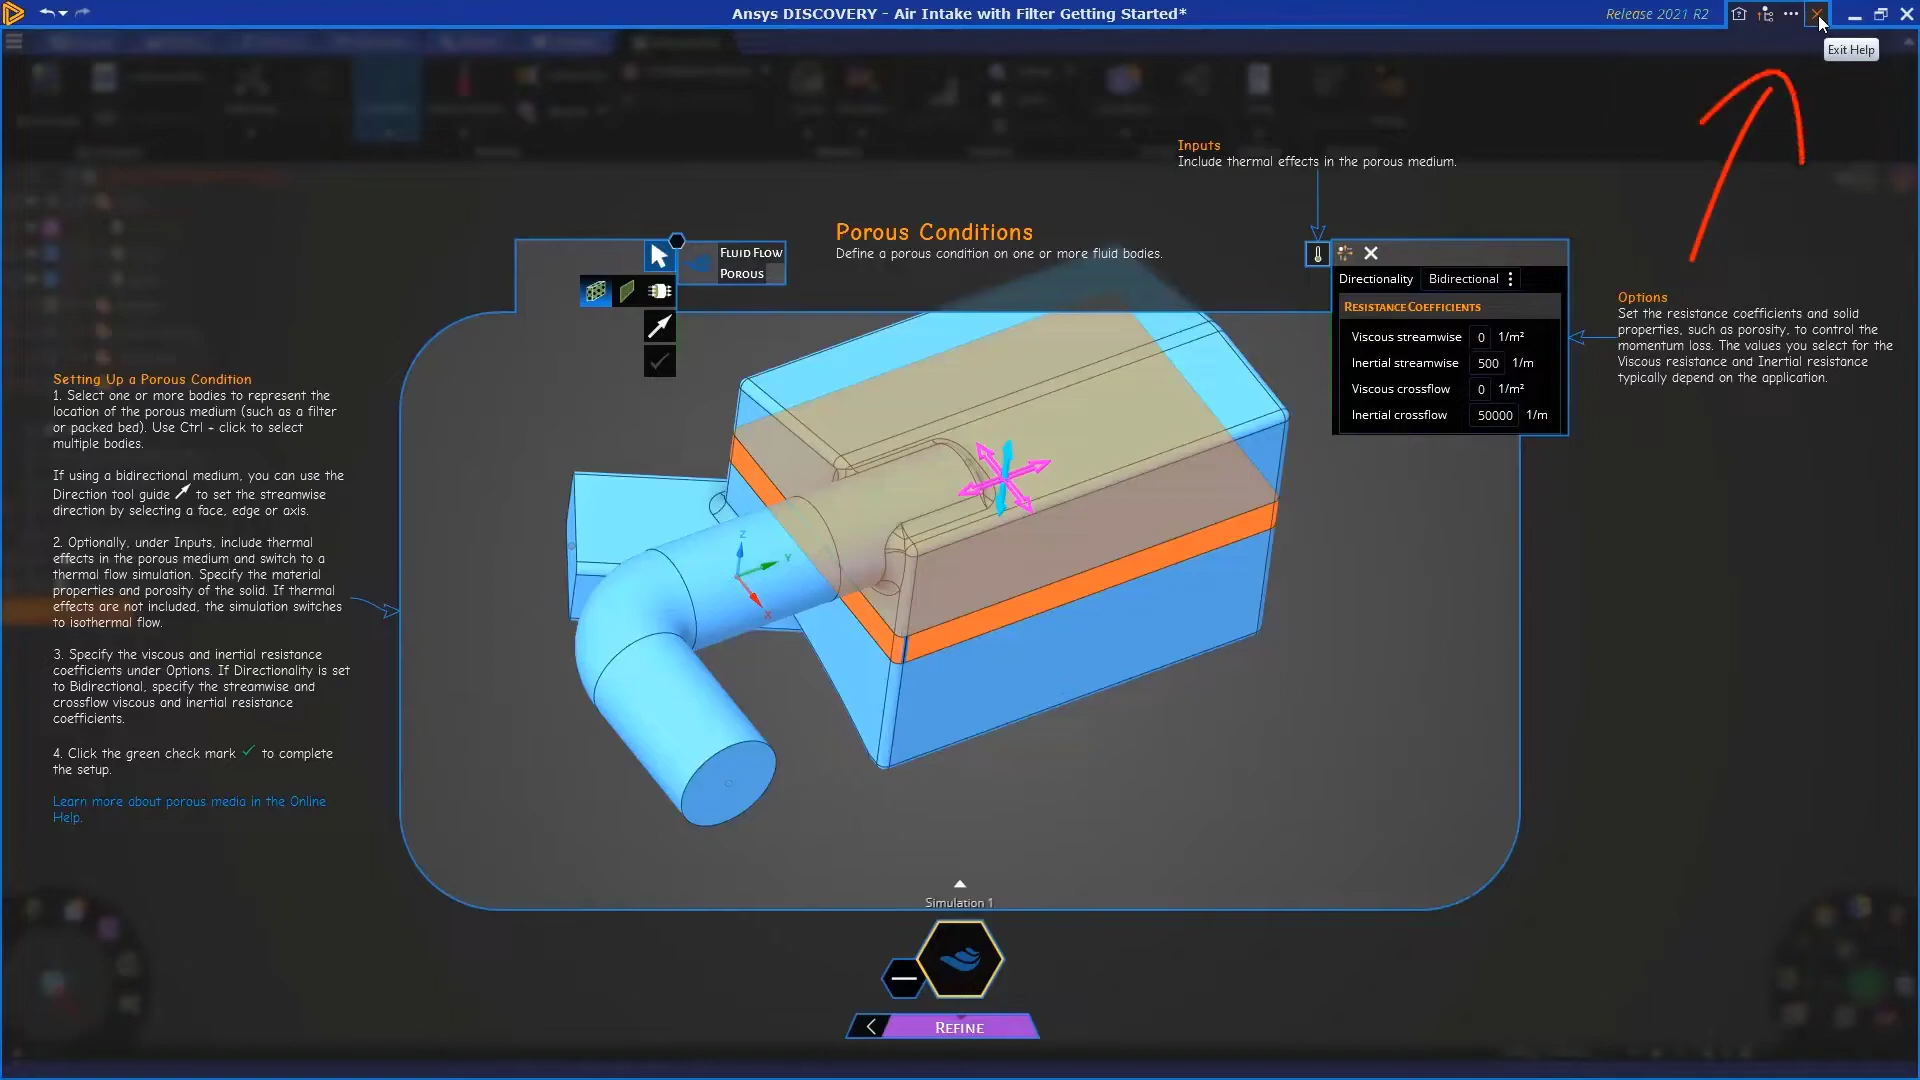 Ansys DISCOVERY - Air Intake with Filter Getting Started*
Release 2021 R2
Exit Help
Inputs
Include thermal effects in the porous medium.
Porous Conditions
Define a porous condition on one or more fluid bodies.
FLUID FLOW
POROUS
Directionality Bidirectional
RESISTANCE COEFFICIENTS
Viscous streamwise 0 1/m²
Inertial streamwise 500 1/m
Viscous crossflow 0 1/m²
Inertial crossflow 50000 1/m
Options
Set the resistance coefficients and solid
properties, such as porosity, to control the
momentum loss. The values you select for the
Viscous resistance and Inertial resistance
typically depend on the application.
Setting Up a Porous Condition
1. Select one or more bodies to represent the
location of the porous medium (such as a filter
or packed bed). Use Ctrl + click to select
multiple bodies.
If using a bidirectional medium, you can use the
Direction tool guide to set the streamwise
direction by selecting a face, edge or axis.
2. Optionally, under Inputs, include thermal
effects in the porous medium and switch to a
thermal flow simulation. Specify the material
properties and porosity of the solid. If thermal
effects are not included, the simulation switches
to isothermal flow.
3. Specify the viscous and inertial resistance
coefficients under Options. If Directionality is set
to Bidirectional, specify the streamwise and
crossflow viscous and inertial resistance
coefficients.
4. Click the green check mark to complete
the setup.
Learn more about porous media in the Online
Help.
Z
Y
X
Simulation 1
REFINE